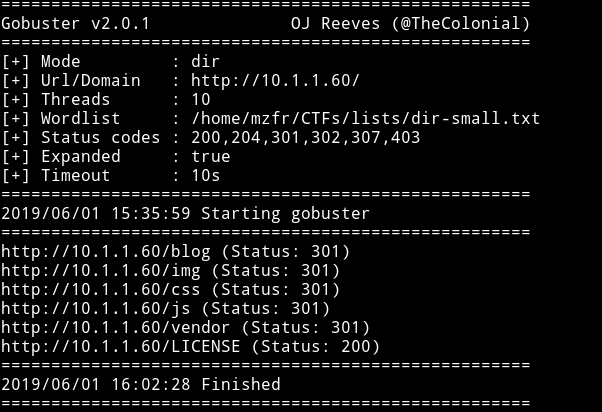 =====================================================
Gobuster v2.0.1              OJ Reeves (@TheColonial)
=====================================================
[+] Mode         : dir
[+] Url/Domain   : http://10.1.1.60/
[+] Threads      : 10
[+] Wordlist     : /home/mzfr/CTFs/lists/dir-small.txt
[+] Status codes : 200,204,301,302,307,403
[+] Expanded     : true
[+] Timeout      : 10s
=====================================================
2019/06/01 15:35:59 Starting gobuster
=====================================================
http://10.1.1.60/blog (Status: 301)
http://10.1.1.60/img (Status: 301)
http://10.1.1.60/css (Status: 301)
http://10.1.1.60/js (Status: 301)
http://10.1.1.60/vendor (Status: 301)
http://10.1.1.60/LICENSE (Status: 200)
=====================================================
2019/06/01 16:02:28 Finished
=====================================================